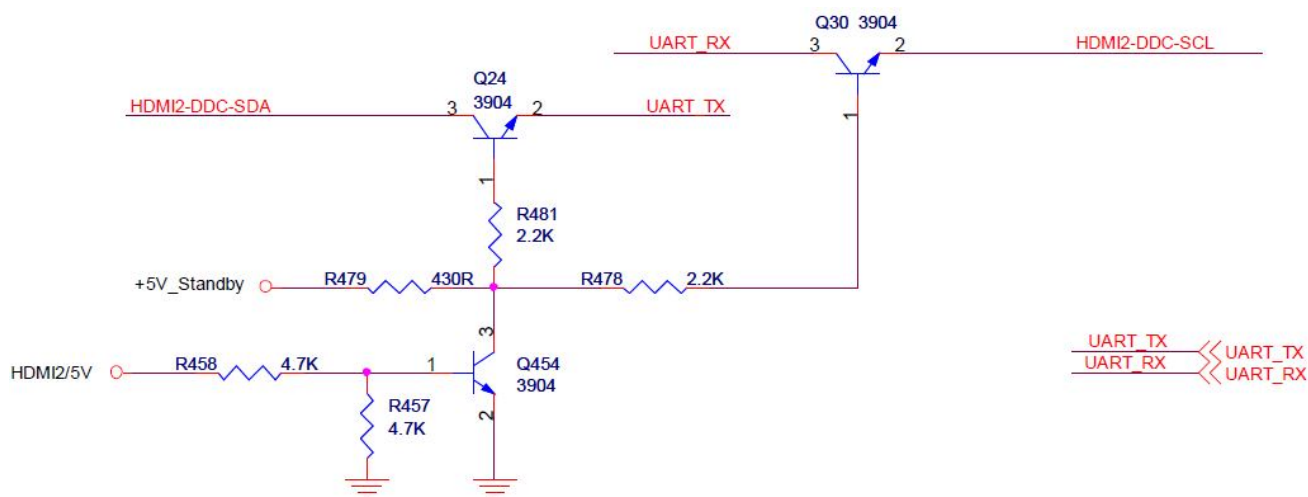 Q30 3904
UART_RX 3 2 HDMI2-DDC-SCL
Q24
3904
HDMI2-DDC-SDA 3 2 UART_TX
1
1
R481
2.2K
+5V_Standby R479 430R R478 2.2K
3
HDMI2/5V R458 4.7K 1 Q454
3904
2
R457
4.7K
UART_TX UART_TX
UART_RX UART_RX